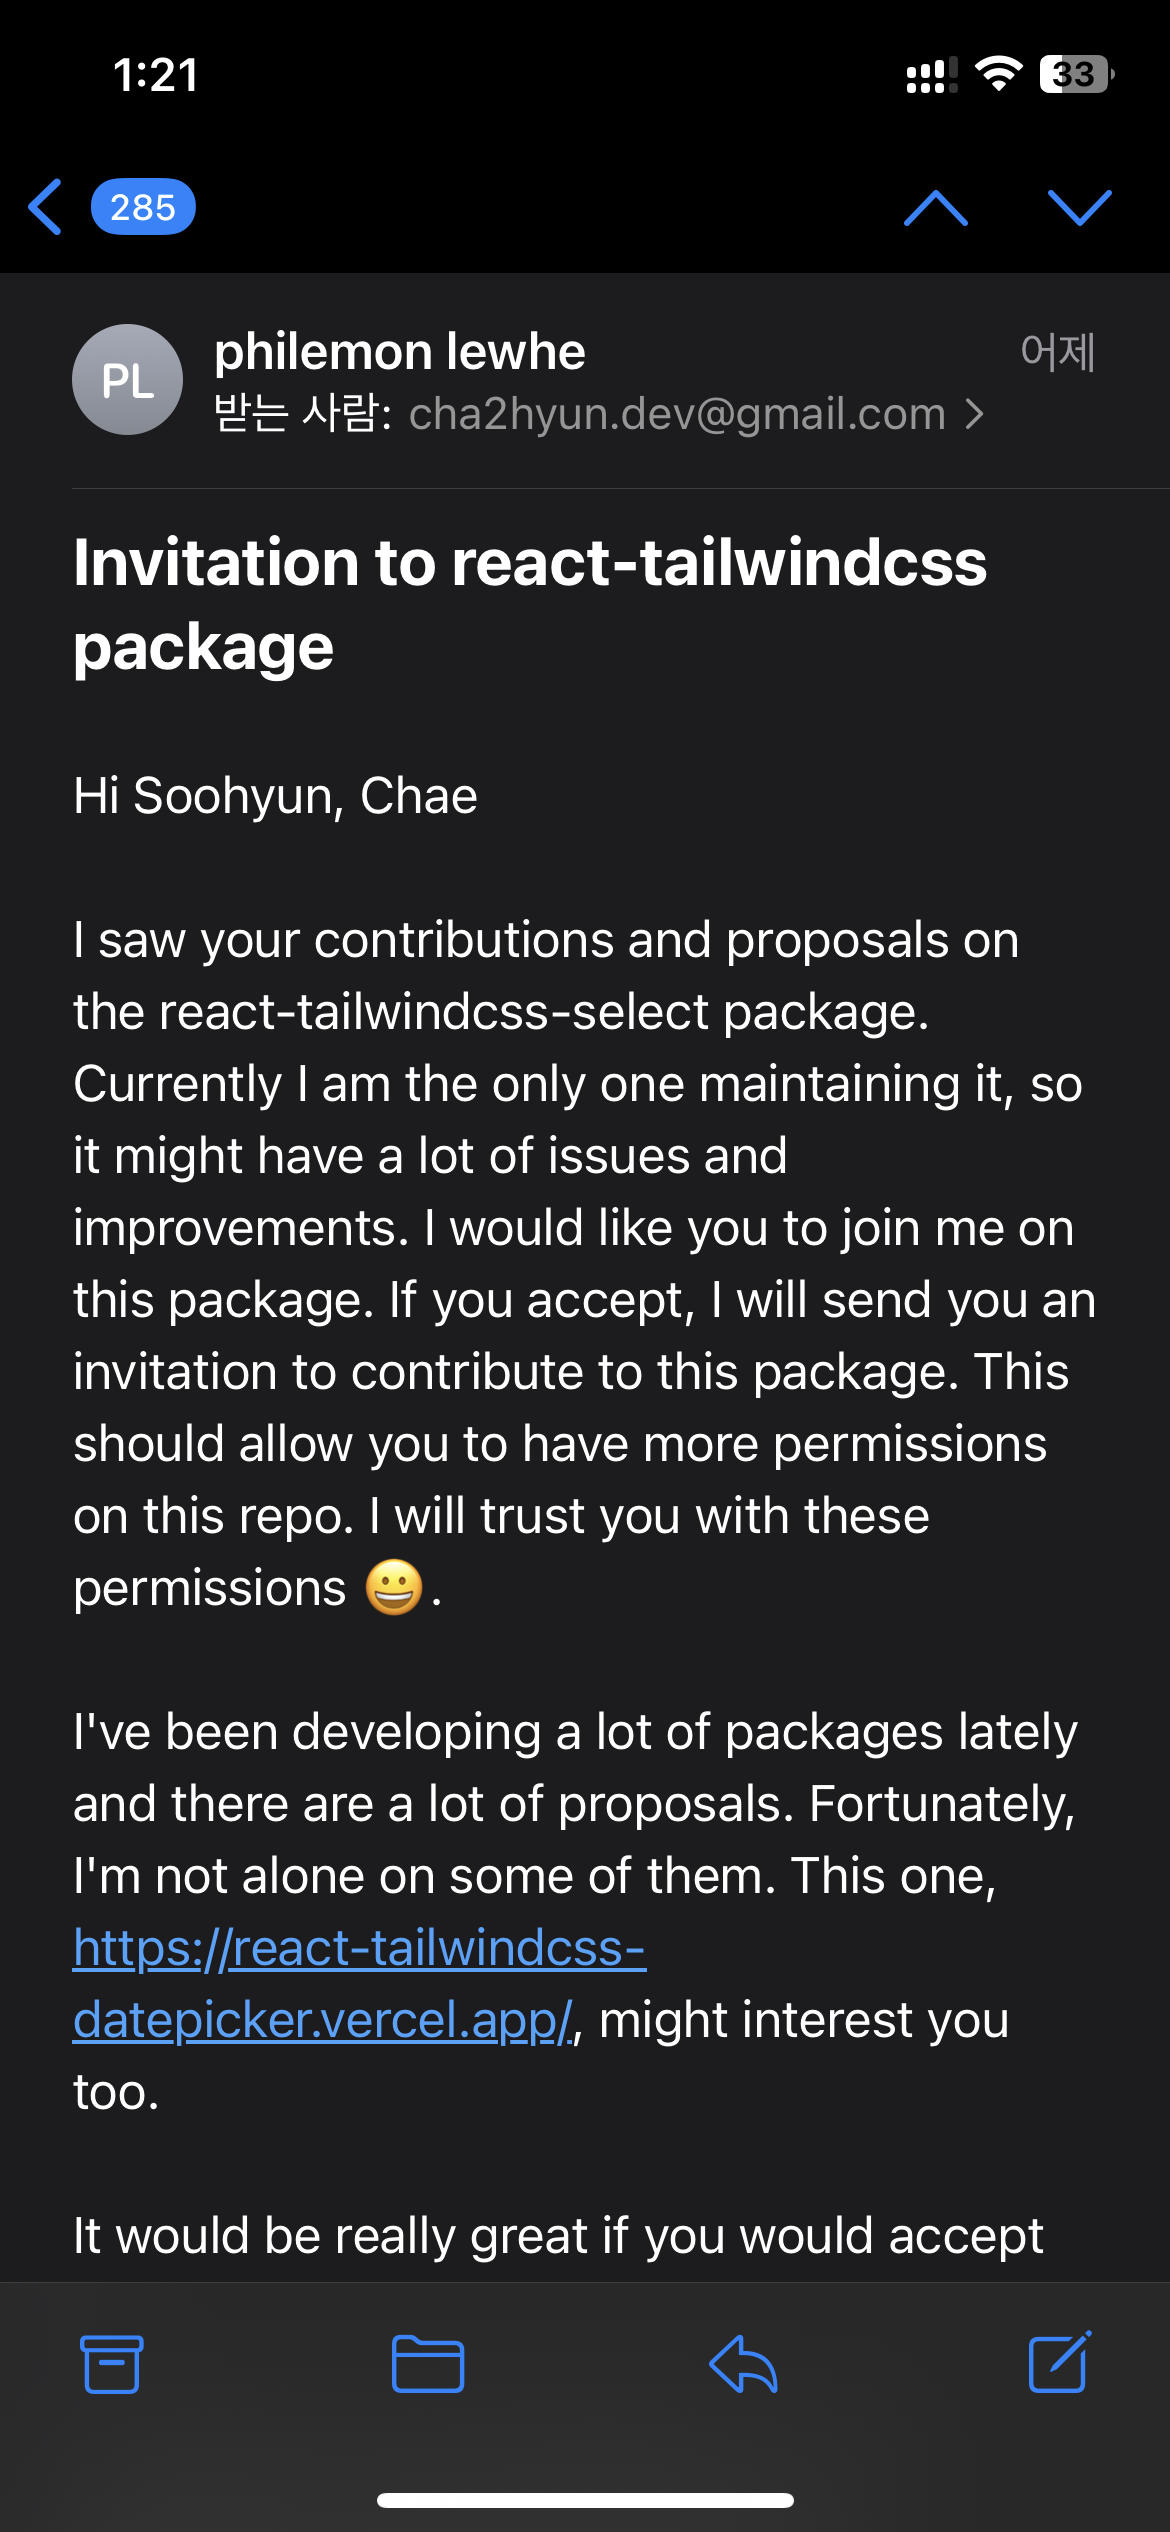 1:21
33
285
PL
philemon lewhe
어제
받는 사람: cha2hyun.dev@gmail.com
Invitation to react-tailwindcss
package
Hi Soohyun, Chae
I saw your contributions and proposals on
the react-tailwindcss-select package.
Currently I am the only one maintaining it, so
it might have a lot of issues and
improvements. I would like you to join me on
this package. If you accept, I will send you an
invitation to contribute to this package. This
should allow you to have more permissions
on this repo. I will trust you with these
permissions 😀.
I've been developing a lot of packages lately
and there are a lot of proposals. Fortunately,
I'm not alone on some of them. This one,
https://react-tailwindcss-
datepicker.vercel.app/, might interest you
too.
It would be really great if you would accept